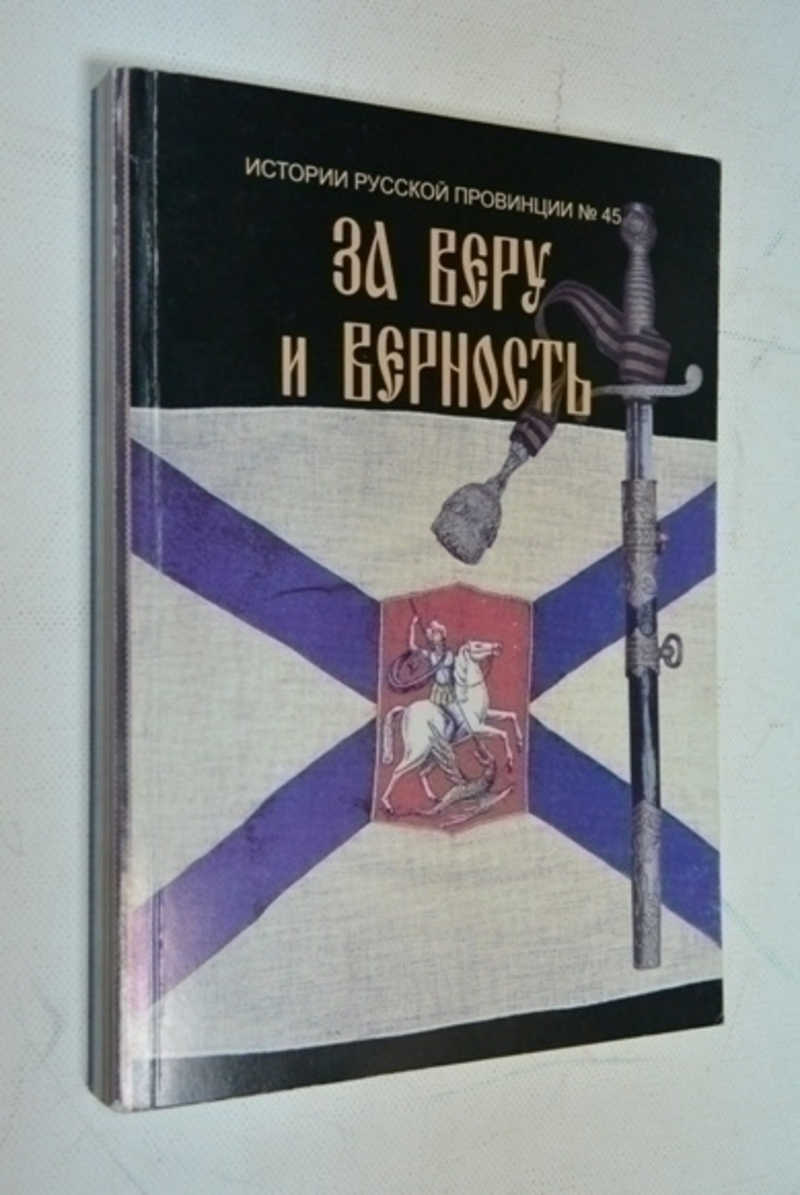 ИСТОРИИ РУССКОЙ ПРОВИНЦИИ № 45
ЗА ВЕРУ
И ВЕРНОСТЬ